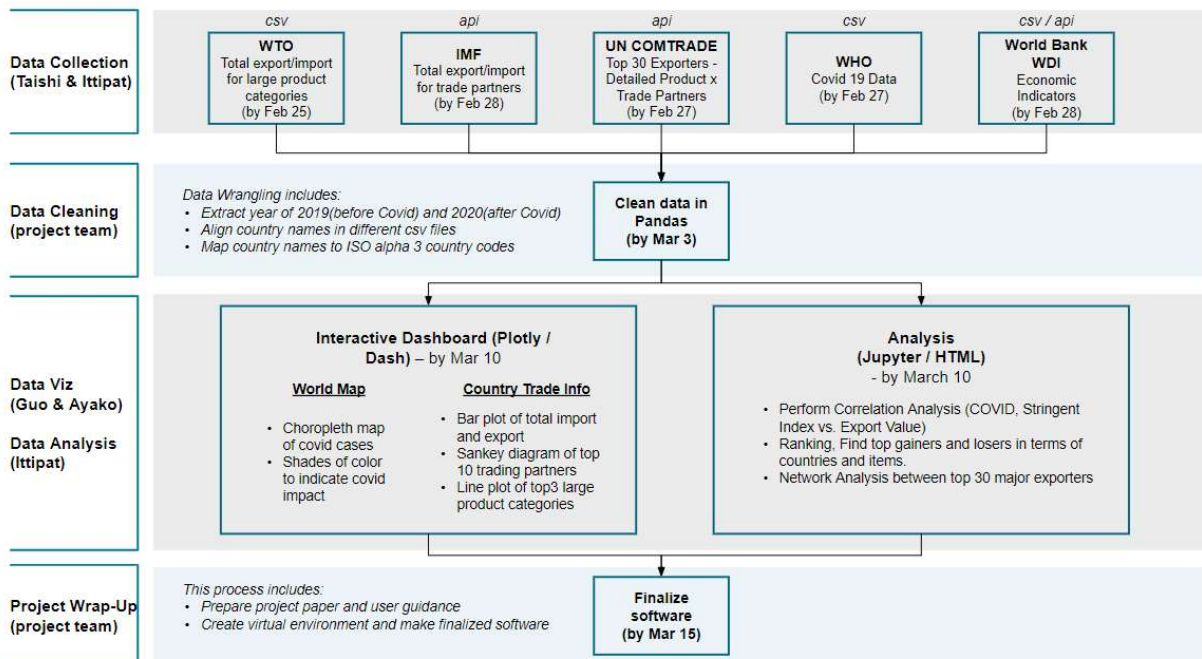 csv
api
api
csv
csv / api
Data Collection
(Taishi & Ittipat)
WTO
Total export/import
for large product
categories
(by Feb 25)
IMF
Total export/import
for trade partners
(by Feb 28)
UN COMTRADE
Top 30 Exporters -
Detailed Product x
Trade Partners
(by Feb 27)
WHO
Covid 19 Data
(by Feb 27)
World Bank
WDI
Economic
Indicators
(by Feb 28)
Data Cleaning
(project team)
Data Wrangling includes:
• Extract year of 2019(before Covid) and 2020(after Covid)
• Align country names in different csv files
• Map country names to ISO alpha 3 country codes
Clean data in
Pandas
(by Mar 3)
Data Viz
(Guo & Ayako)
Data Analysis
(Ittipat)
Interactive Dashboard (Plotly /
Dash) – by Mar 10
World Map
• Choropleth map
of covid cases
• Shades of color
to indicate covid
impact
Country Trade Info
• Bar plot of total import
and export
• Sankey diagram of top
10 trading partners
• Line plot of top3 large
product categories
Analysis
(Jupyter / HTML)
- by March 10
• Perform Correlation Analysis (COVID, Stringent
Index vs. Export Value)
• Ranking, Find top gainers and losers in terms of
countries and items.
• Network Analysis between top 30 major exporters
Project Wrap-Up
(project team)
This process includes:
• Prepare project paper and user guidance
• Create virtual environment and make finalized software
Finalize
software
(by Mar 15)